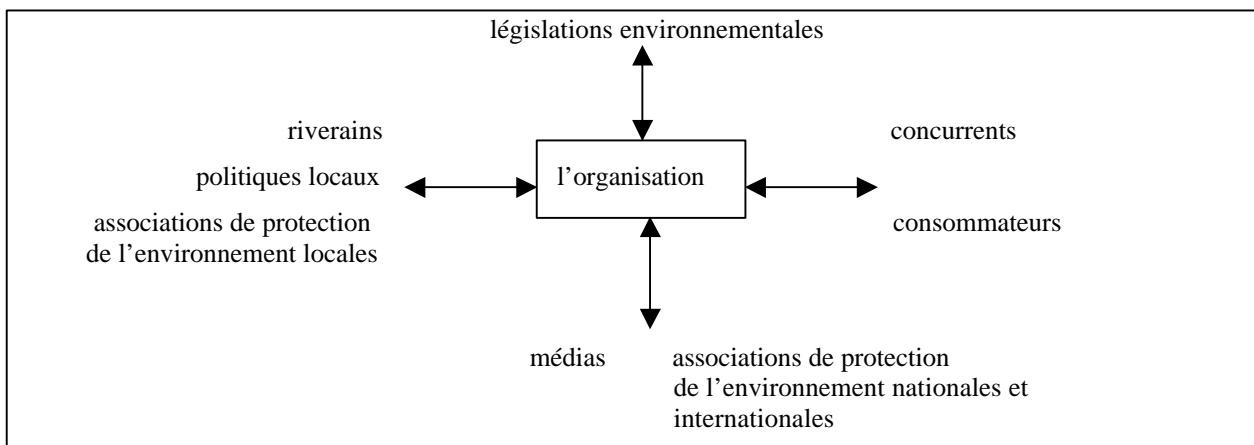 législations environnementales
riverains
concurrents
l’organisation
politiques locaux
associations de protection
de l’environnement locales
consommateurs
médias
associations de protection
de l’environnement nationales et
internationales